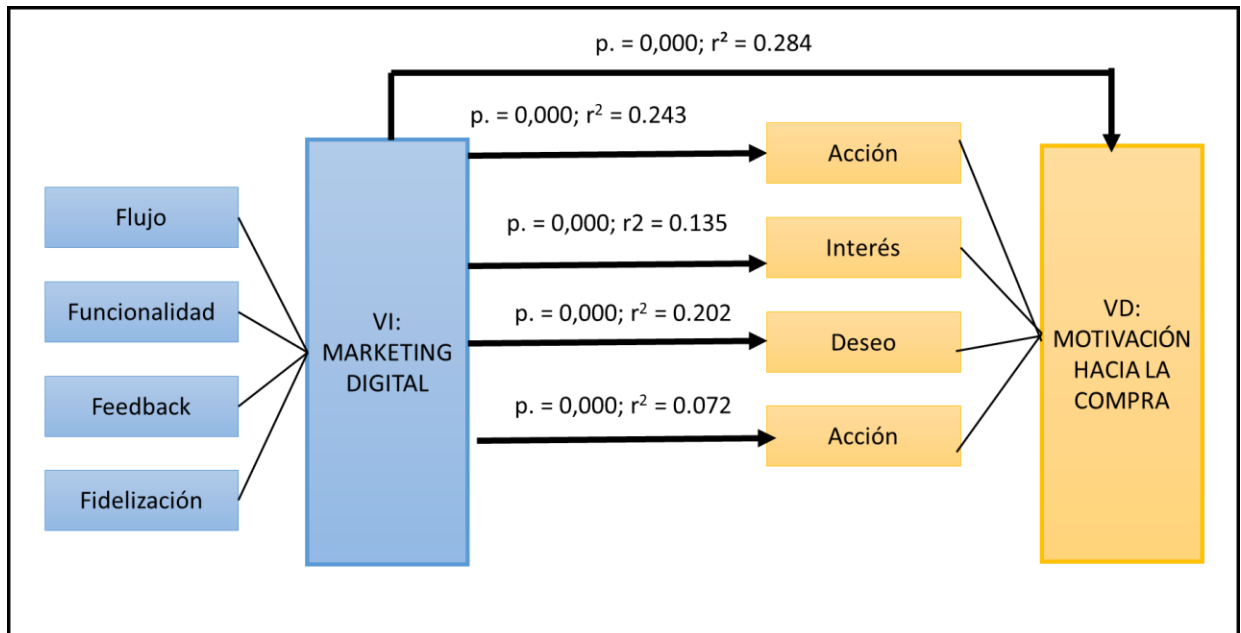 p. = 0,000; r² = 0.284
p. = 0,000; r² = 0.243
Acción
Flujo
p. = 0,000; r2 = 0.135
Interés
Funcionalidad
VI:
MARKETING
DIGITAL
p. = 0,000; r² = 0.202
Deseo
VD:
MOTIVACIÓN
HACIA LA
COMPRA
Feedback
p. = 0,000; r² = 0.072
Acción
Fidelización